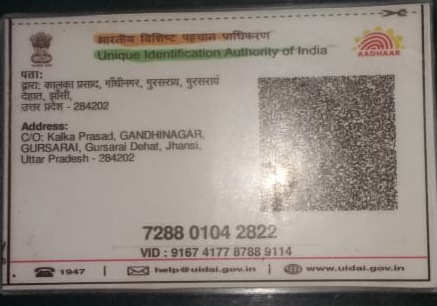 भारतीय विशिष्ट पहचान प्राधिकरण
Unique Identification Authority of India
AADHAAR
पता:
द्वारा: कालका प्रसाद, गाँधीनगर, गुरसराय, गुरसरायं
देहात, झाँसी,
उत्तर प्रदेश - 284202
Address:
C/O: Kalka Prasad, GANDHINAGAR,
GURSARAI, Gursarai Dehat, Jhansi,
Uttar Pradesh - 284202
7288 0104 2822
VID : 9167 4177 8788 9114
1947 | help@uidai.gov.in | www.uidai.gov.in